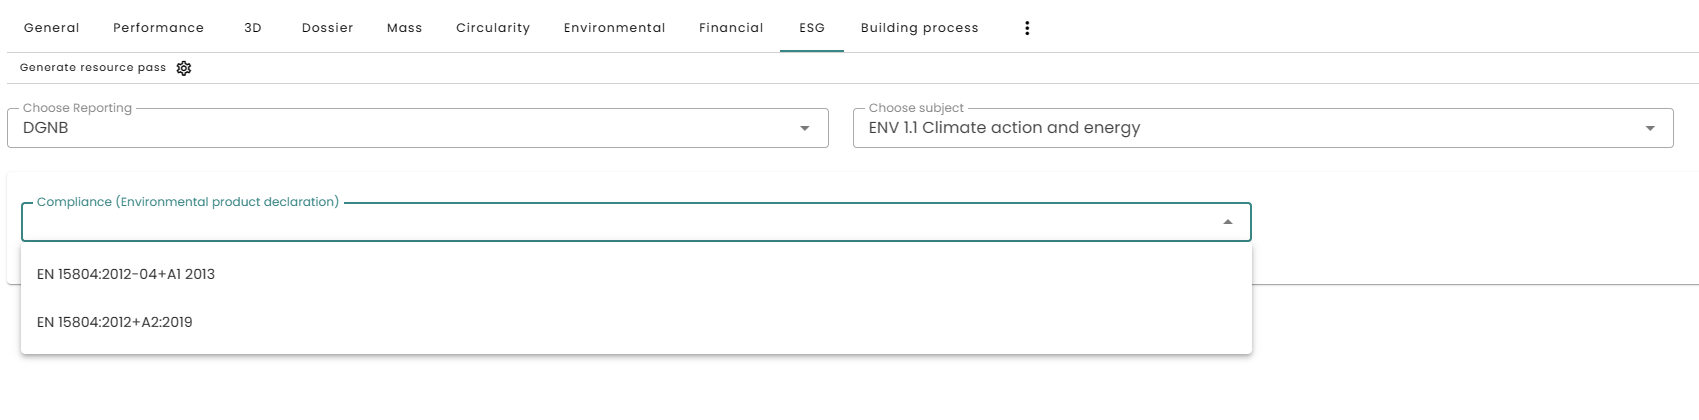 General Performance 3D Dossier Mass Circularity Environmental Financial ESG Building process
Generate resource pass
Choose Reporting
DGNB
Choose subject
ENV 1.1 Climate action and energy
Compliance (Environmental product declaration)
EN 15804:2012-04+A1 2013
EN 15804:2012+A2:2019